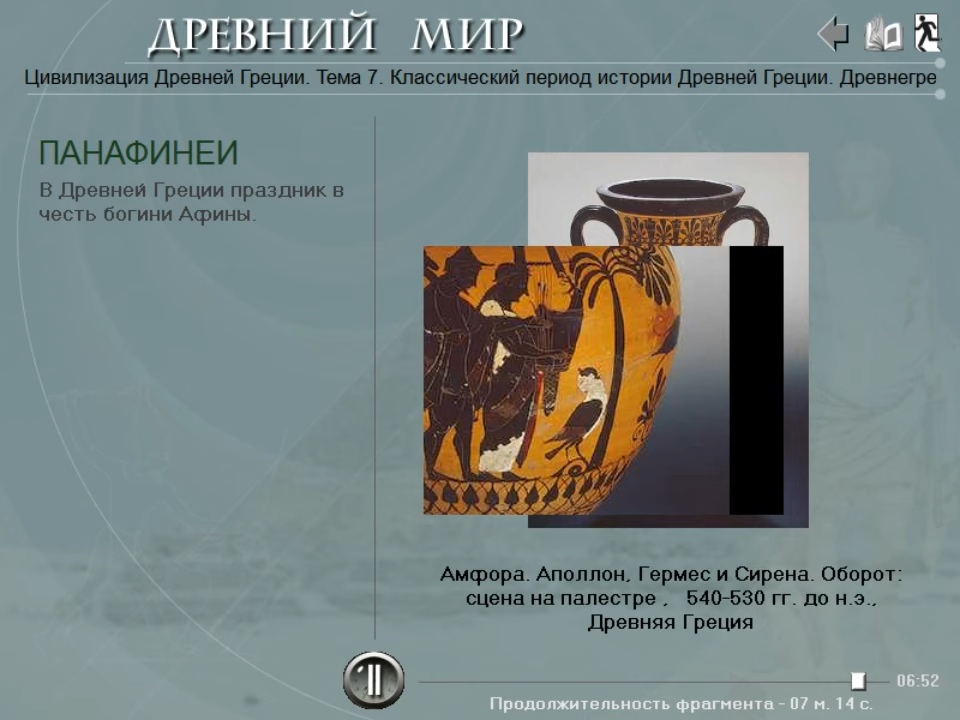 ДРЕВНИЙ МИР
Цивилизация Древней Греции. Тема 7. Классический период истории Древней Греции. Древнегре
ПАНАФИНЕИ
В Древней Греции праздник в
честь богини Афины.
Амфора. Аполлон, Гермес и Сирена. Оборот:
сцена на палестре , 540-530 гг. до н.э.,
Древняя Греция
06:52
Продолжительность фрагмента - 07 м. 14 с.